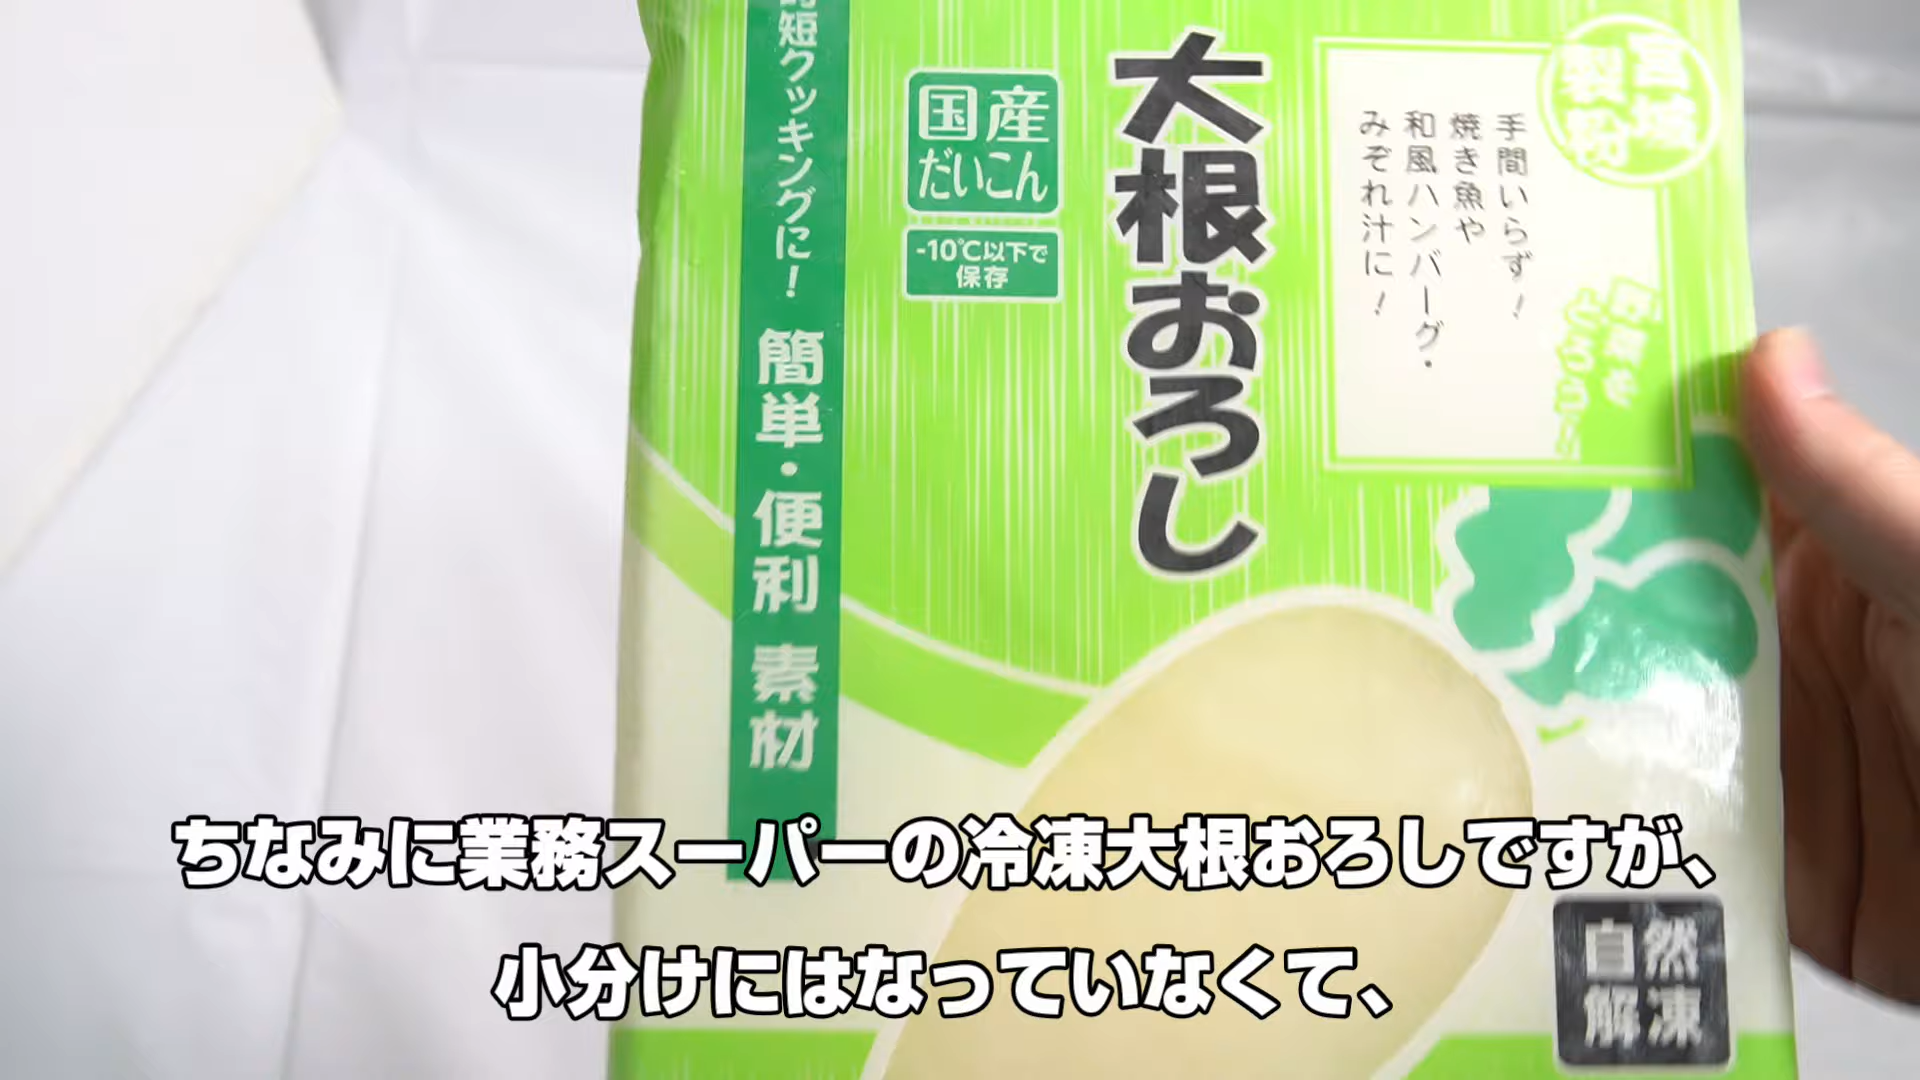 時短クッキングに!
簡単・便利 素材
国産
だいこん
-10℃以下で
保存
大根おろし
手間いらず!
焼き魚や
和風ハンバーグ・
みぞれ汁に!
宮城
製粉
自然
解凍
ちなみに業務スーパーの冷凍大根おろしですが、
小分けにはなっていなくて、